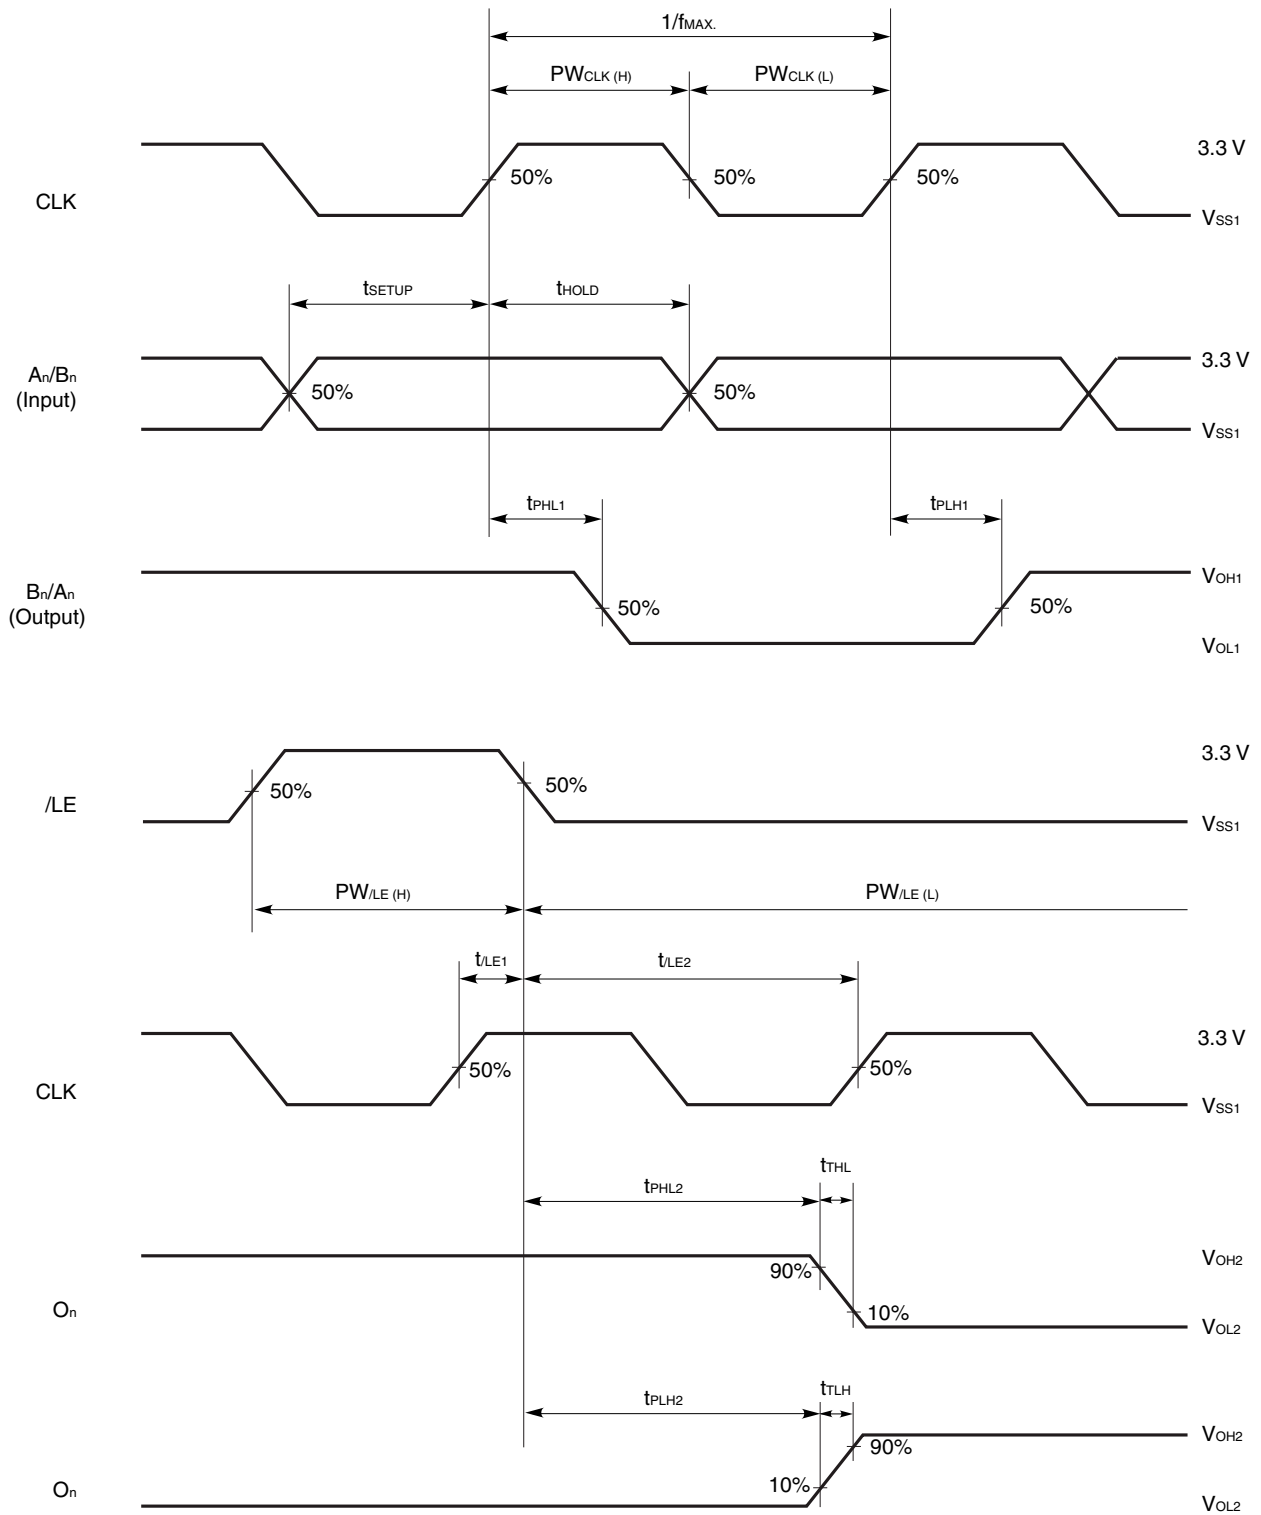 1/fMAX.
PWCLK (H) PWCLK (L)
3.3 V
50% 50% 50%
CLK
VSS1
tSETUP tHOLD
3.3 V
An/Bn
(Input)
50% 50%
VSS1
tPHL1 tPLH1
VOH1
Bn/An
(Output)
50% 50%
VOL1
3.3 V
50% 50%
/LE
VSS1
PW/LE (H) PW/LE (L)
t/LE1 t/LE2
3.3 V
50% 50%
CLK
VSS1
tTHL
tPHL2
VOH2
90%
On
10%
VOL2
tTLH
tPLH2
VOH2
90%
10%
On
VOL2